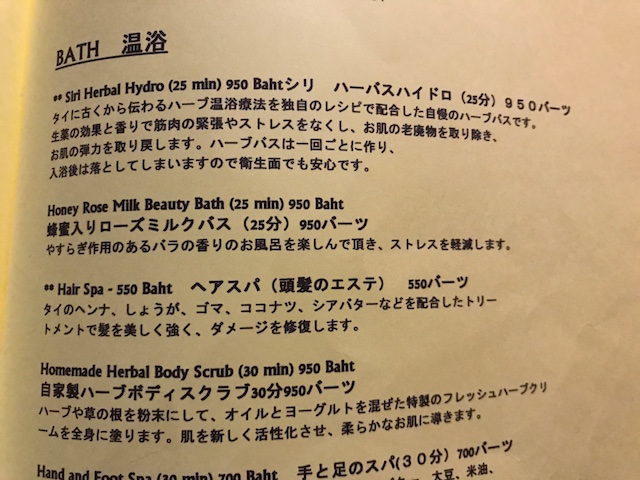 BATH 温浴
** Siri Herbal Hydro (25 min) 950 Bahtシリ ハーバスハイドロ(25分)950バーツ
タイに古くから伝わるハーブ温浴療法を独自のレシピで配合した自慢のハーブバスです。
生薬の効果と香りで筋肉の緊張やストレスをなくし、お肌の老廃物を取り除き、
お肌の弾力を取り戻します。ハーブバスは一回ごとに作り、
入浴後は落としてしまいますので衛生面でも安心です。
Honey Rose Milk Beauty Bath (25 min) 950 Baht
蜂蜜入りローズミルクバス(25分)950バーツ
やすらぎ作用のあるバラの香りのお風呂を楽しんで頂き、ストレスを軽減します。
** Hair Spa - 550 Baht ヘアスパ(頭髪のエステ) 550バーツ
タイのヘンナ、しょうが、ゴマ、ココナツ、シアバターなどを配合したトリー
トメントで髪を美しく強く、ダメージを修復します。
Homemade Herbal Body Scrub (30 min) 950 Baht
自家製ハーブボディスクラブ30分950バーツ
ハーブや草の根を粉末にして、オイルとヨーグルトを混ぜた特製のフレッシュハーブクリ
ームを全身に塗ります。肌を新しく活性化させ、柔らかなお肌に導きます。
Hand and Foot Spa (30 min) 700 Baht 手と足のスパ(30分)700バーツ
大豆、米油、